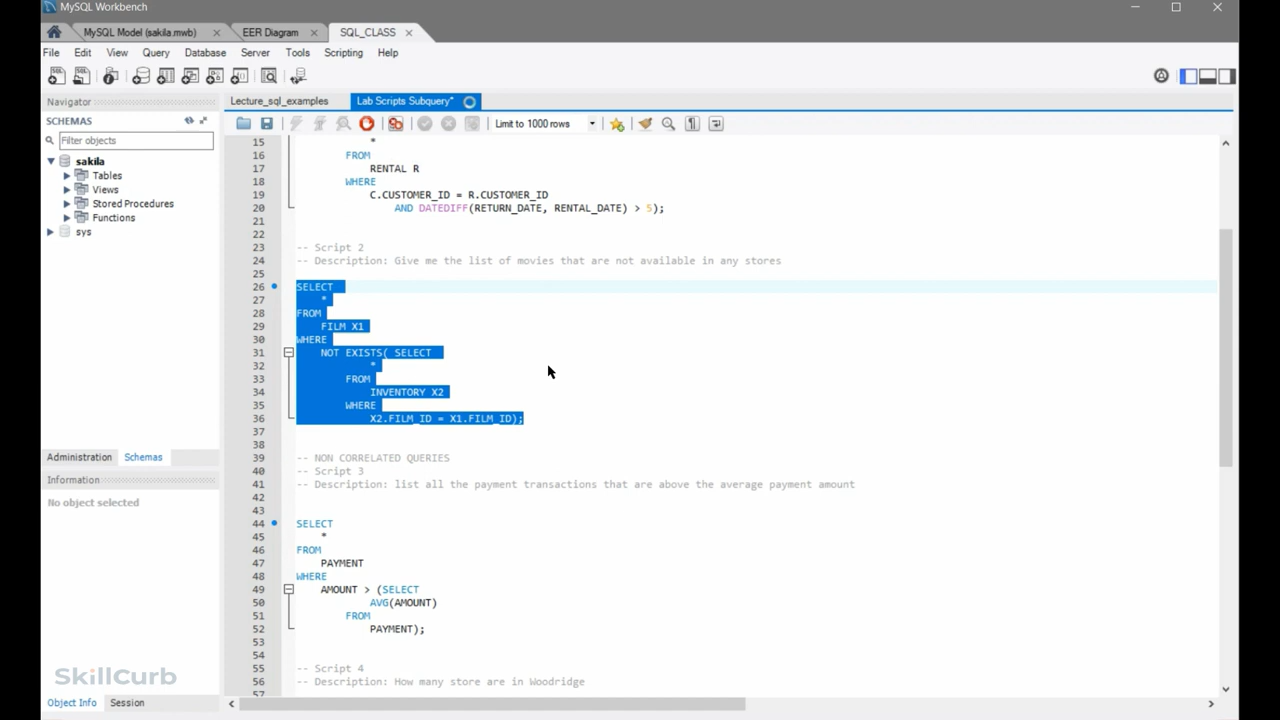 MySQL Workbench
MySQL Model (sakila.mwb) × EER Diagram × SQL_CLASS ×
File Edit View Query Database Server Tools Scripting Help
Navigator
SCHEMAS
Filter objects
sakila
Tables
Views
Stored Procedures
Functions
sys
Administration Schemas
Information
No object selected
SkillCurb
Object Info Session
Lecture_sql_examples Lab Scripts Subquery*
Limit to 1000 rows
15 *
16 FROM
17 RENTAL R
18 WHERE
19 C.CUSTOMER_ID = R.CUSTOMER_ID
20 AND DATEDIFF(RETURN_DATE, RENTAL_DATE) > 5);
21
22
23 -- Script 2
24 -- Description: Give me the list of movies that are not available in any stores
25
26 SELECT
27 *
28 FROM
29 FILM X1
30 WHERE
31 NOT EXISTS( SELECT
32 *
33 FROM
34 INVENTORY X2
35 WHERE
36 X2.FILM_ID = X1.FILM_ID);
37
38
39 -- NON CORRELATED QUERIES
40 -- Script 3
41 -- Description: list all the payment transactions that are above the average payment amount
42
43
44 SELECT
45 *
46 FROM
47 PAYMENT
48 WHERE
49 AMOUNT > (SELECT
50 AVG(AMOUNT)
51 FROM
52 PAYMENT);
53
54
55 -- Script 4
56 -- Description: How many store are in Woodridge
57